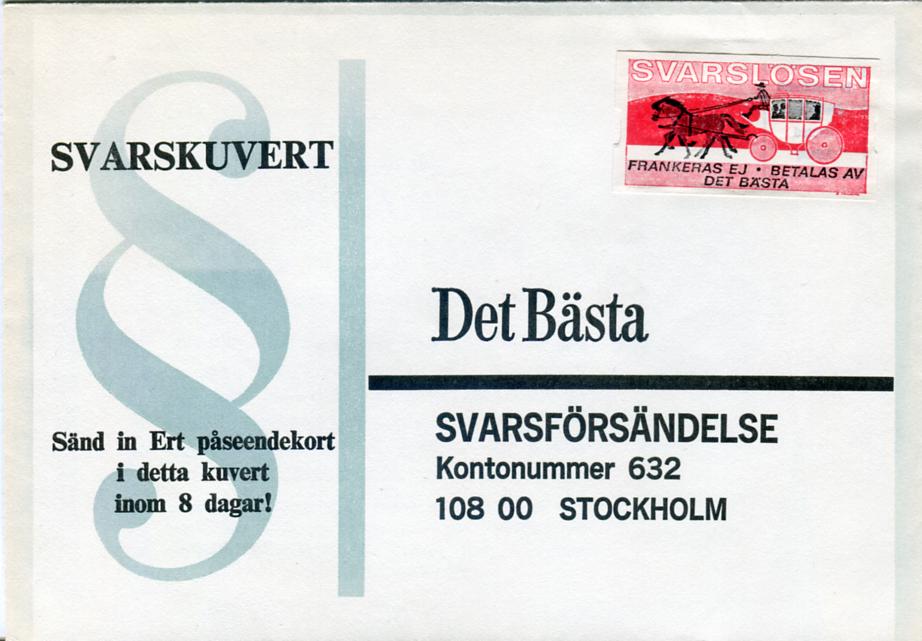 SVARSKUVERT
§
Sänd in Ert påseendekort
i detta kuvert
inom 8 dagar!
SVARSLÖSEN
FRANKERAS EJ • BETALAS AV
DET BÄSTA
Det Bästa
SVARSFÖRSÄNDELSE
Kontonummer 632
108 00 STOCKHOLM